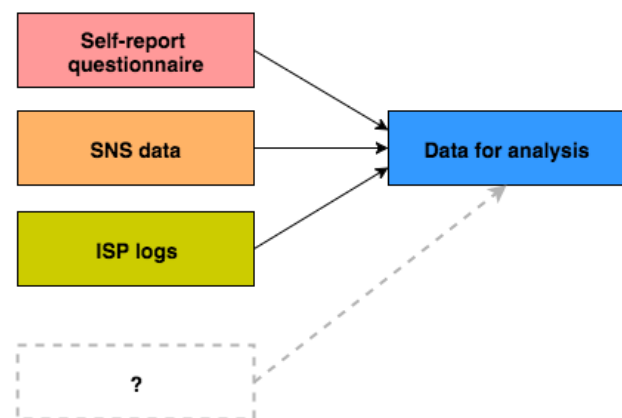 Self-report
questionnaire
SNS data
Data for analysis
ISP logs
?